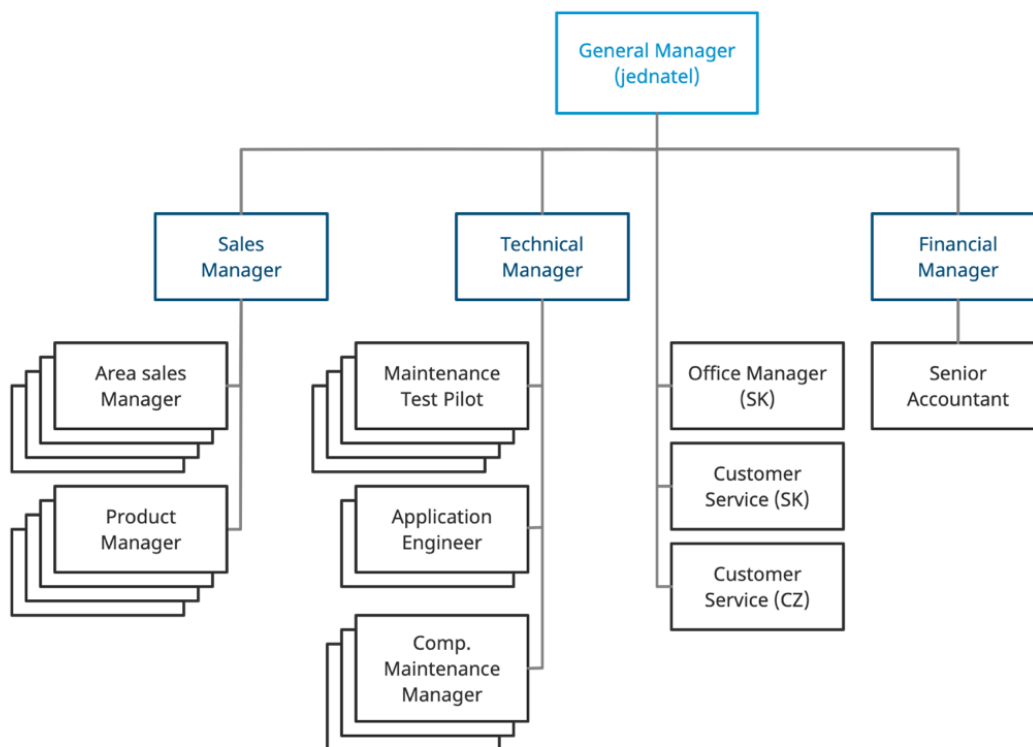 General Manager
(jednatel)
Sales
Manager
Technical
Manager
Financial
Manager
Area sales
Manager
Maintenance
Test Pilot
Office Manager
(SK)
Senior
Accountant
Product
Manager
Application
Engineer
Customer
Service (SK)
Customer
Service (CZ)
Comp.
Maintenance
Manager